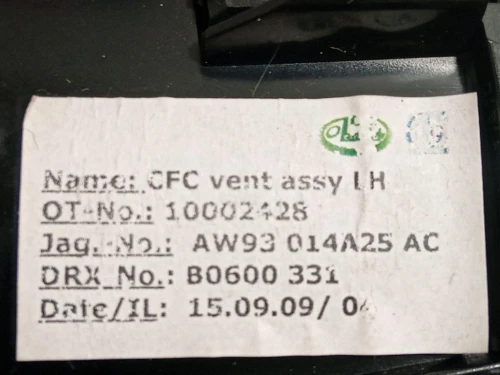 Name: CFC vent assy LH
OT-No.: 10002428
Jag.-No.: AW93 014A25 AC
DRX No.: B0600 331
Date/IL: 15.09.09/